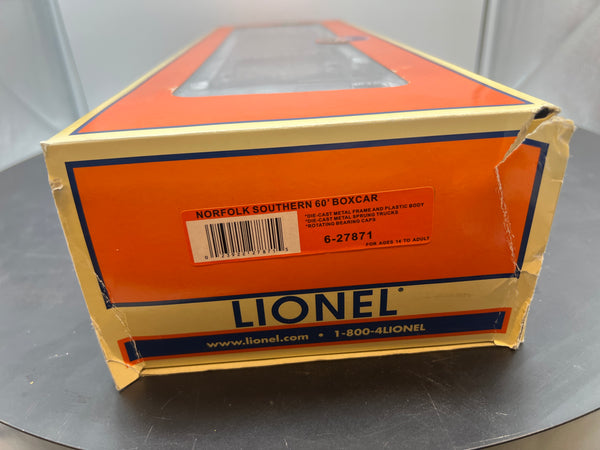 NORFOLK SOUTHERN 60' BOXCAR
*DIE-CAST METAL FRAME AND PLASTIC BODY
*DIE-CAST METAL SPRUNG TRUCKS
*ROTATING BEARING CAPS
6-27871
FOR AGES 14 TO ADULT
LIONEL®
www.lionel.com • 1-800-4LIONEL